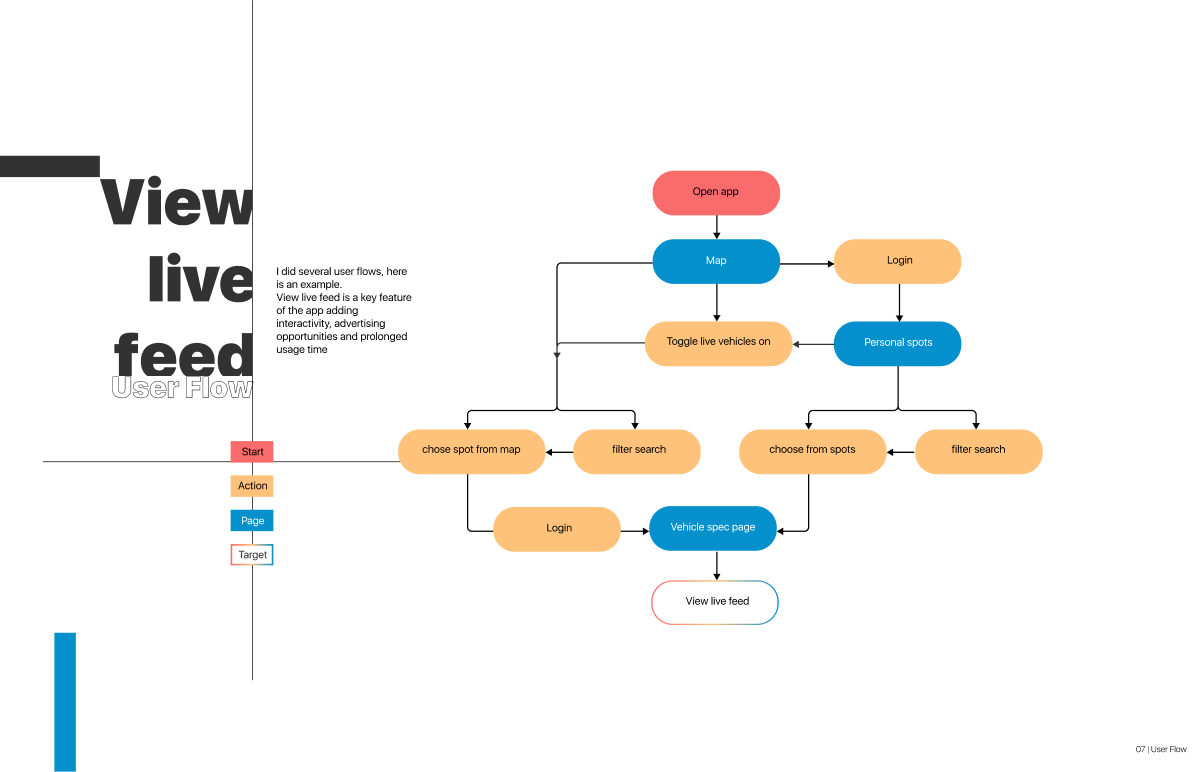 View
live
feed
User Flow
I did several user flows, here
is an example.
View live feed is a key feature
of the app adding
interactivity, advertising
opportunities and prolonged
usage time
Start
Action
Page
Target
Open app
Map
Login
Toggle live vehicles on
Personal spots
choose spot from map
filter search
choose from spots
filter search
Login
Vehicle spec page
View live feed
07 | User Flow